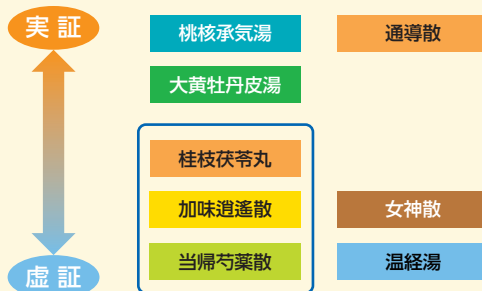 実証
桃核承気湯
通導散
大黄牡丹皮湯
桂枝茯苓丸
加味逍遙散
女神散
当帰芍薬散
温経湯
虚証